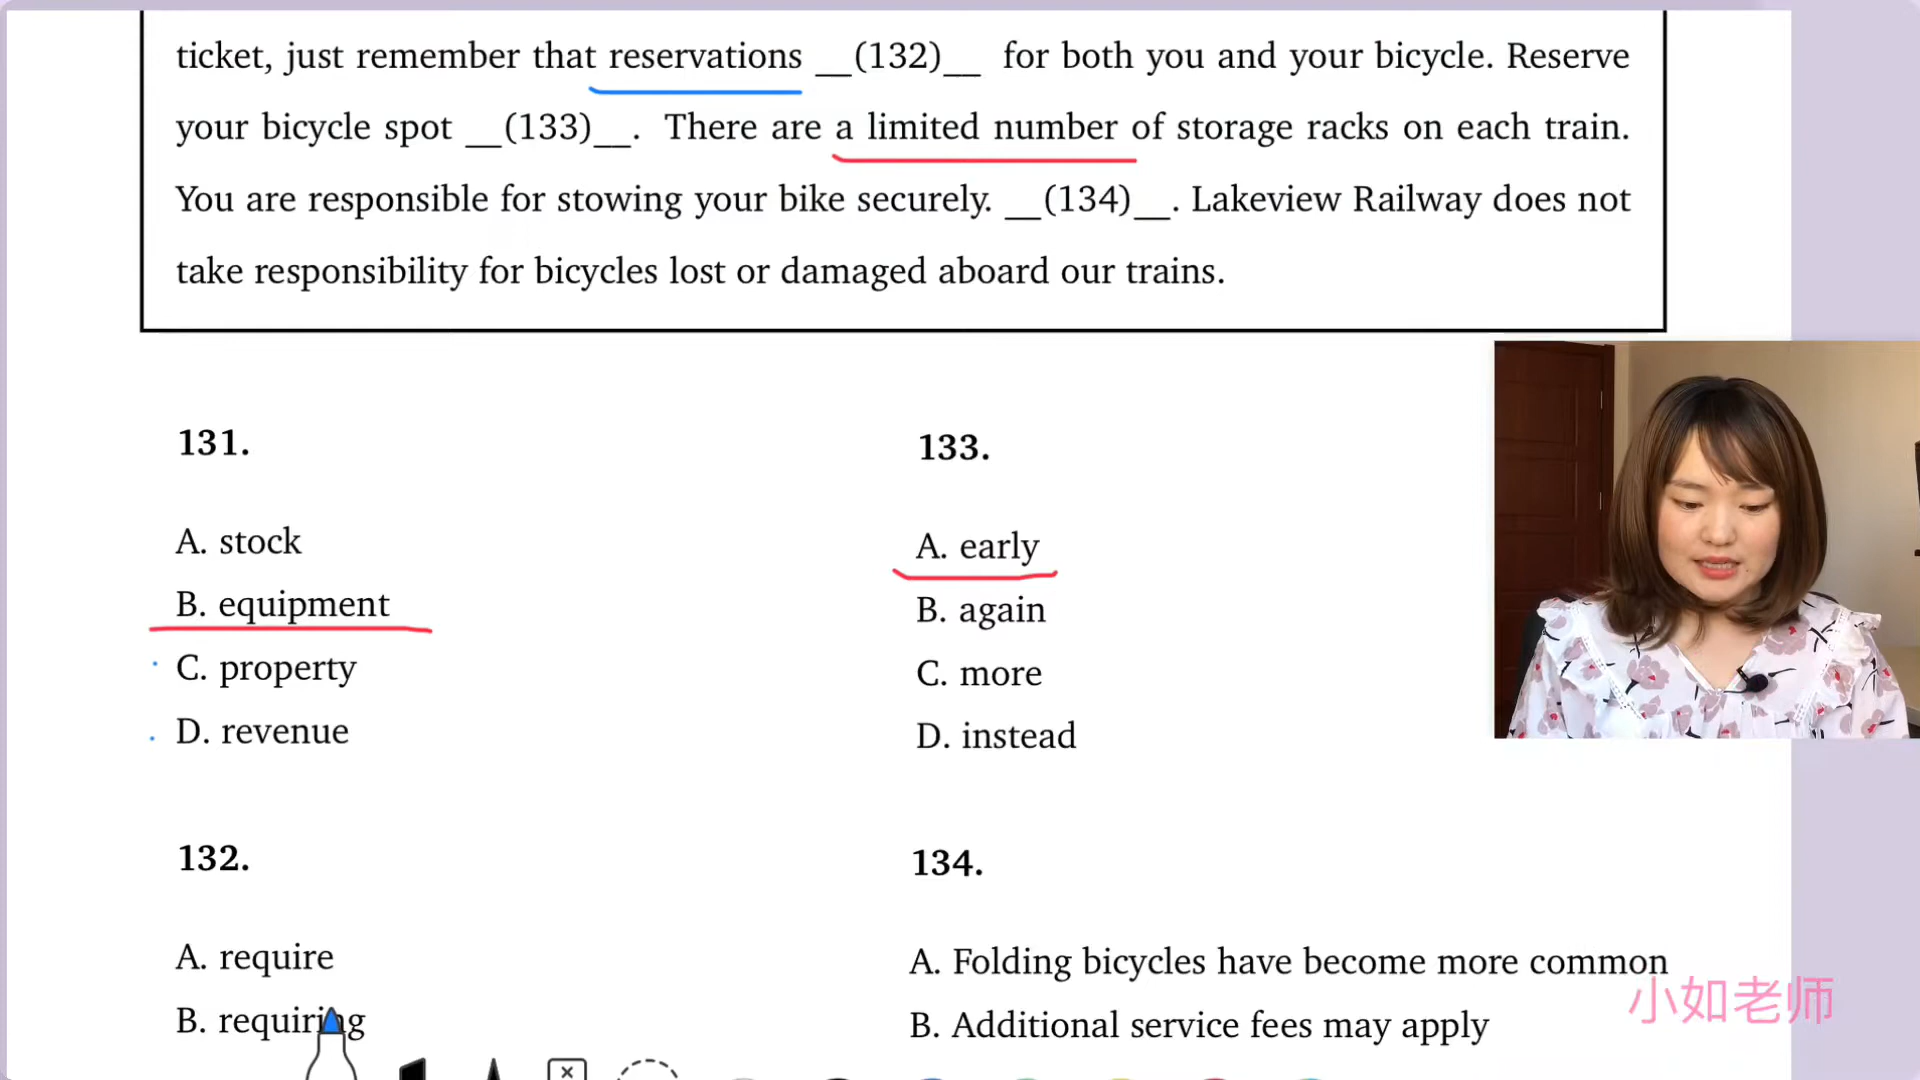 ticket, just remember that reservations __(132)__ for both you and your bicycle. Reserve
your bicycle spot __(133)__. There are a limited number of storage racks on each train.
You are responsible for stowing your bike securely. __(134)__. Lakeview Railway does not
take responsibility for bicycles lost or damaged aboard our trains.
131.
A. stock
B. equipment
C. property
D. revenue
132.
A. require
B. requiring
133.
A. early
B. again
C. more
D. instead
134.
A. Folding bicycles have become more common
B. Additional service fees may apply
小如老师